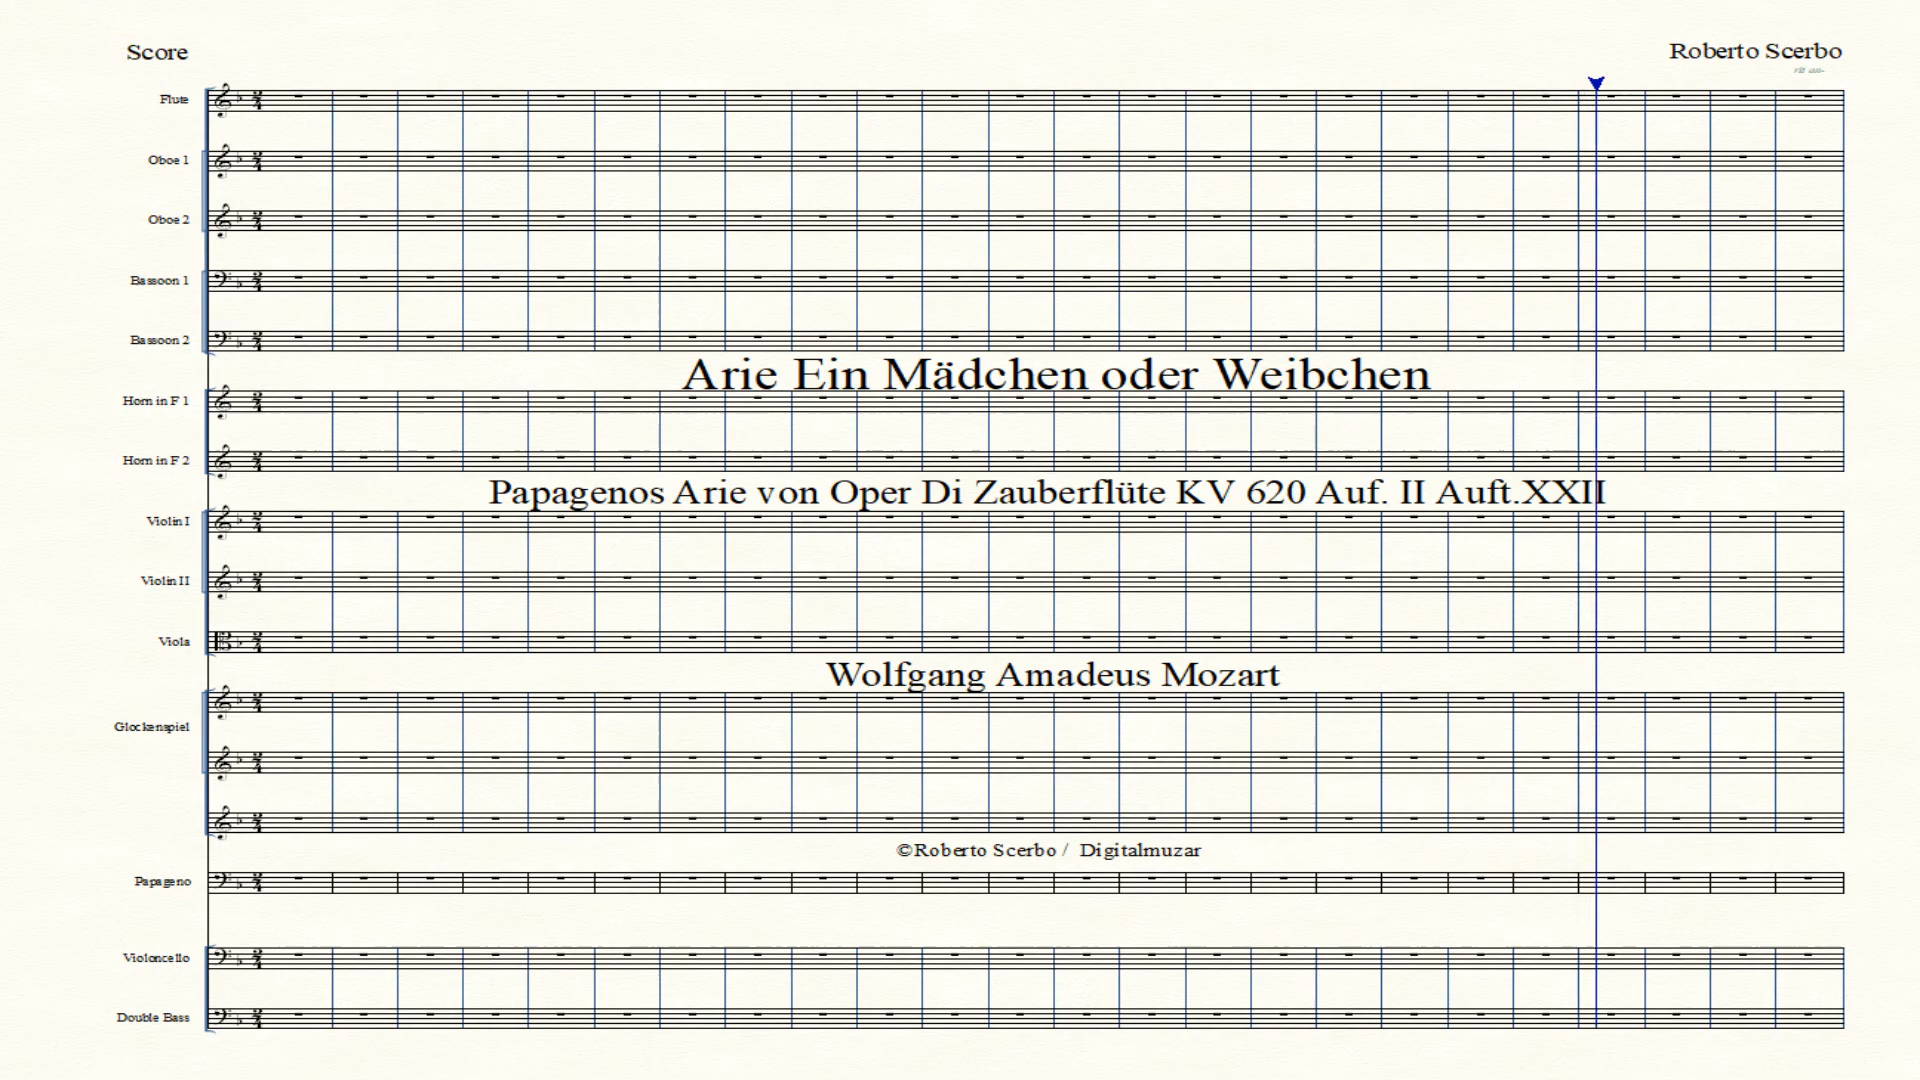 Score
Roberto Scerbo
Flute
Oboe 1
Oboe 2
Bassoon 1
Bassoon 2
Arie Ein Mädchen oder Weibchen
Horn in F 1
Horn in F 2
Papagenos Arie von Oper Di Zauberflüte KV 620 Auf. II Auft.XXII
Violin I
Violin II
Viola
Wolfgang Amadeus Mozart
Glockenspiel
©Roberto Scerbo / Digitalmuzar
Papageno
Violoncello
Double Bass